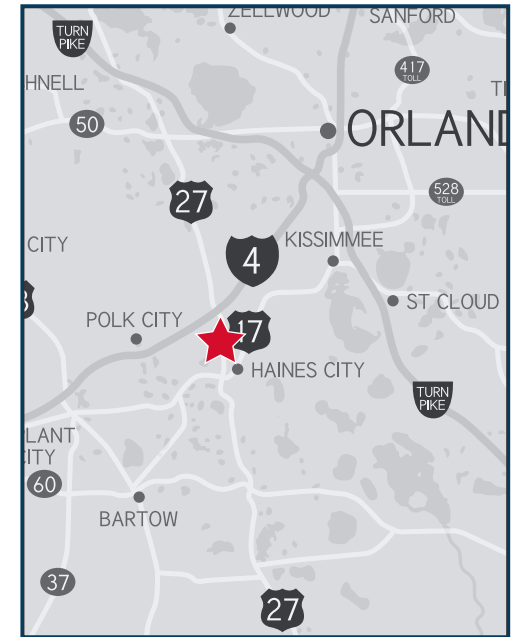 ZELLWOOD
SANFORD
TURN
PIKE
417
TOLL
HNELL
50
ORLAND
27
528
TOLL
CITY
4
KISSIMMEE
ST CLOUD
POLK CITY
17
HAINES CITY
TURN
PIKE
LANT
CITY
60
BARTOW
37
27